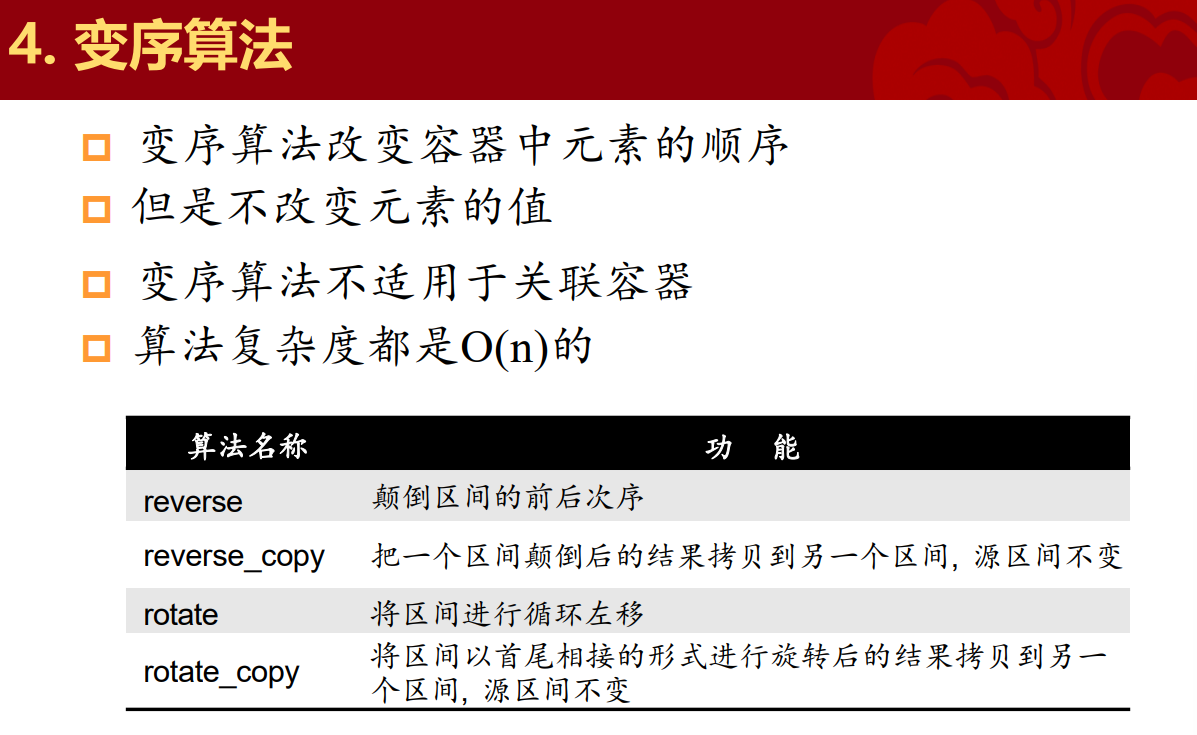 4. 变序算法
变序算法改变容器中元素的顺序
但是不改变元素的值
变序算法不适用于关联容器
算法复杂度都是O(n)的
算法名称 功 能
reverse 颠倒区间的前后次序
reverse_copy 把一个区间颠倒后的结果拷贝到另一个区间, 源区间不变
rotate 将区间进行循环左移
rotate_copy 将区间以首尾相接的形式进行旋转后的结果拷贝到另一
个区间, 源区间不变